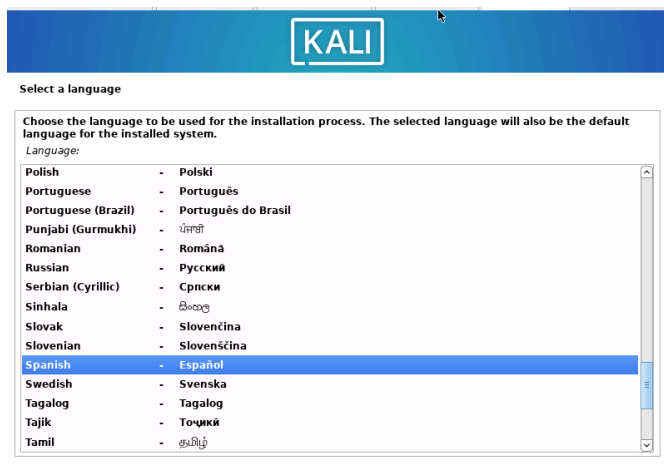 KALI
Select a language
Choose the language to be used for the installation process. The selected language will also be the default
language for the installed system.
Language:
Polish - Polski
Portuguese - Português
Portuguese (Brazil) - Português do Brasil
Punjabi (Gurmukhi) - ਪੰਜਾਬੀ
Romanian - Română
Russian - Русский
Serbian (Cyrillic) - Српски
Sinhala - සිංහල
Slovak - Slovenčina
Slovenian - Slovenščina
Spanish - Español
Swedish - Svenska
Tagalog - Tagalog
Tajik - Тоҷикӣ
Tamil - தமிழ்